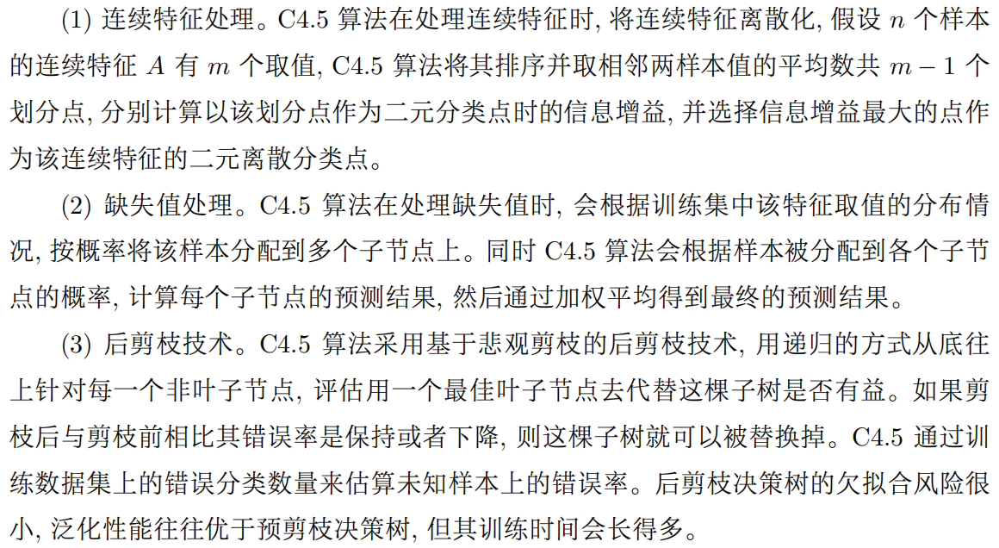 (1) 连续特征处理。C4.5 算法在处理连续特征时, 将连续特征离散化, 假设 n 个样本
的连续特征 A 有 m 个取值, C4.5 算法将其排序并取相邻两样本值的平均数共 m − 1 个
划分点, 分别计算以该划分点作为二元分类点时的信息增益, 并选择信息增益最大的点作
为该连续特征的二元离散分类点。
(2) 缺失值处理。C4.5 算法在处理缺失值时, 会根据训练集中该特征取值的分布情
况, 按概率将该样本分配到多个子节点上。同时 C4.5 算法会根据样本被分配到各个子节
点的概率, 计算每个子节点的预测结果, 然后通过加权平均得到最终的预测结果。
(3) 后剪枝技术。C4.5 算法采用基于悲观剪枝的后剪枝技术, 用递归的方式从底往
上针对每一个非叶子节点, 评估用一个最佳叶子节点去代替这棵子树是否有益。如果剪
枝后与剪枝前相比其错误率是保持或者下降, 则这棵子树就可以被替换掉。C4.5 通过训
练数据集上的错误分类数量来估算未知样本上的错误率。后剪枝决策树的欠拟合风险很
小, 泛化性能往往优于预剪枝决策树, 但其训练时间会长得多。